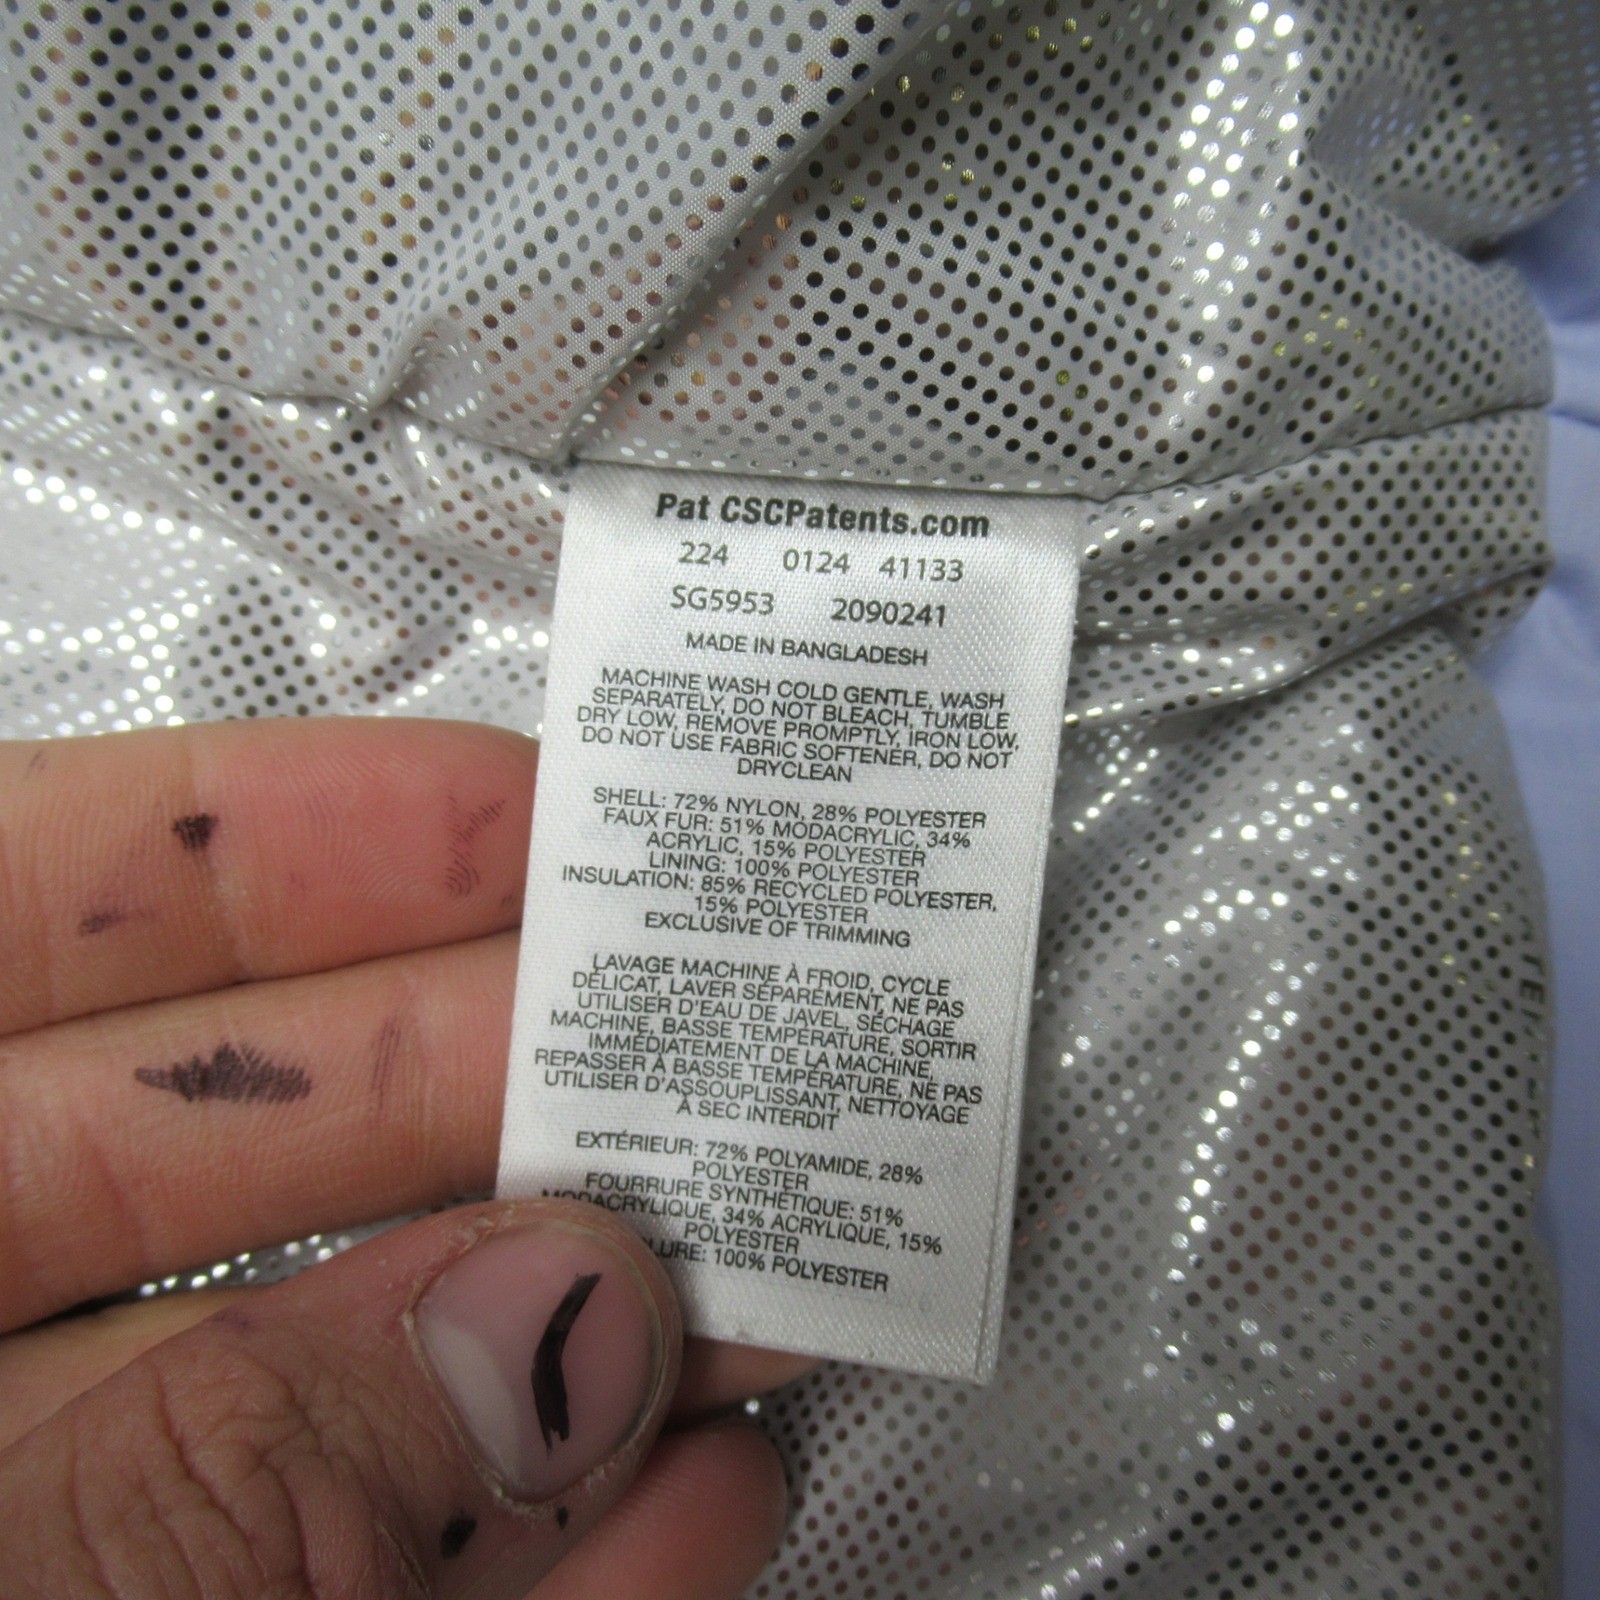 Pat CSCPatents.com
224 0124 41133
SG5953 2090241
MADE IN BANGLADESH
MACHINE WASH COLD GENTLE, WASH
SEPARATELY, DO NOT BLEACH, TUMBLE
DRY LOW, REMOVE PROMPTLY, IRON LOW,
DO NOT USE FABRIC SOFTENER, DO NOT
DRYCLEAN
SHELL: 72% NYLON, 28% POLYESTER
FAUX FUR: 51% MODACRYLIC, 34%
ACRYLIC, 15% POLYESTER
LINING: 100% POLYESTER
INSULATION: 85% RECYCLED POLYESTER,
15% POLYESTER
EXCLUSIVE OF TRIMMING
LAVAGE MACHINE À FROID, CYCLE
DÉLICAT, LAVER SÉPARÉMENT, NE PAS
UTILISER D'EAU DE JAVEL, SÉCHAGE
MACHINE, BASSE TEMPÉRATURE, SORTIR
IMMÉDIATEMENT DE LA MACHINE,
REPASSER À BASSE TEMPÉRATURE, NE PAS
UTILISER D'ASSOUPLISSANT, NETTOYAGE
À SEC INTERDIT
EXTÉRIEUR: 72% POLYAMIDE, 28%
POLYESTER
FOURRURE SYNTHÉTIQUE: 51%
MODACRYLIQUE, 34% ACRYLIQUE, 15%
POLYESTER
100% POLYESTER